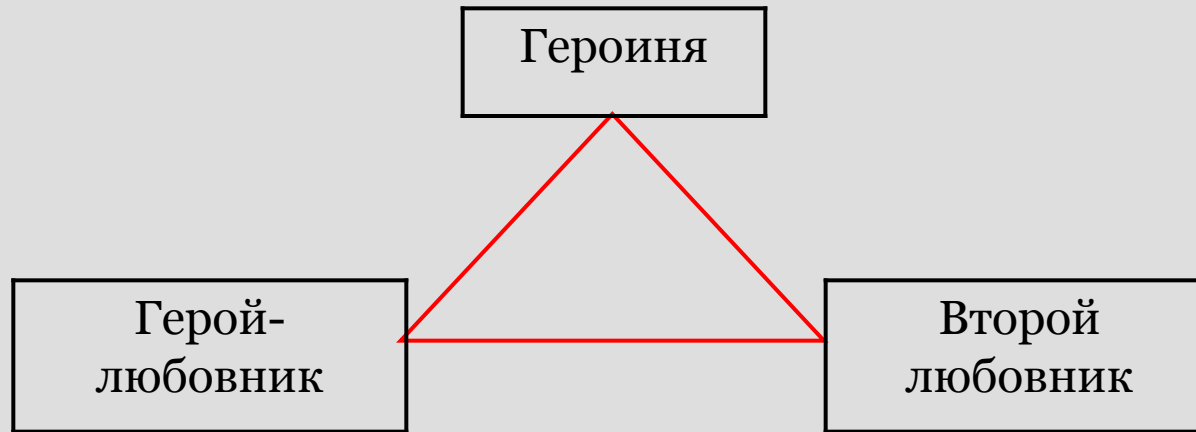 Героиня
Герой-
любовник
Второй
любовник